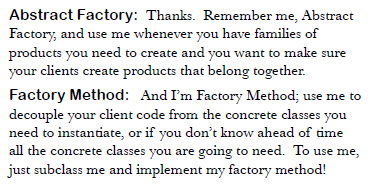 Abstract Factory: Thanks. Remember me, Abstract
Factory, and use me whenever you have families of
products you need to create and you want to make sure
your clients create products that belong together.
Factory Method: And I'm Factory Method; use me to
decouple your client code from the concrete classes you
need to instantiate, or if you don't know ahead of time
all the concrete classes you are going to need. To use me,
just subclass me and implement my factory method!